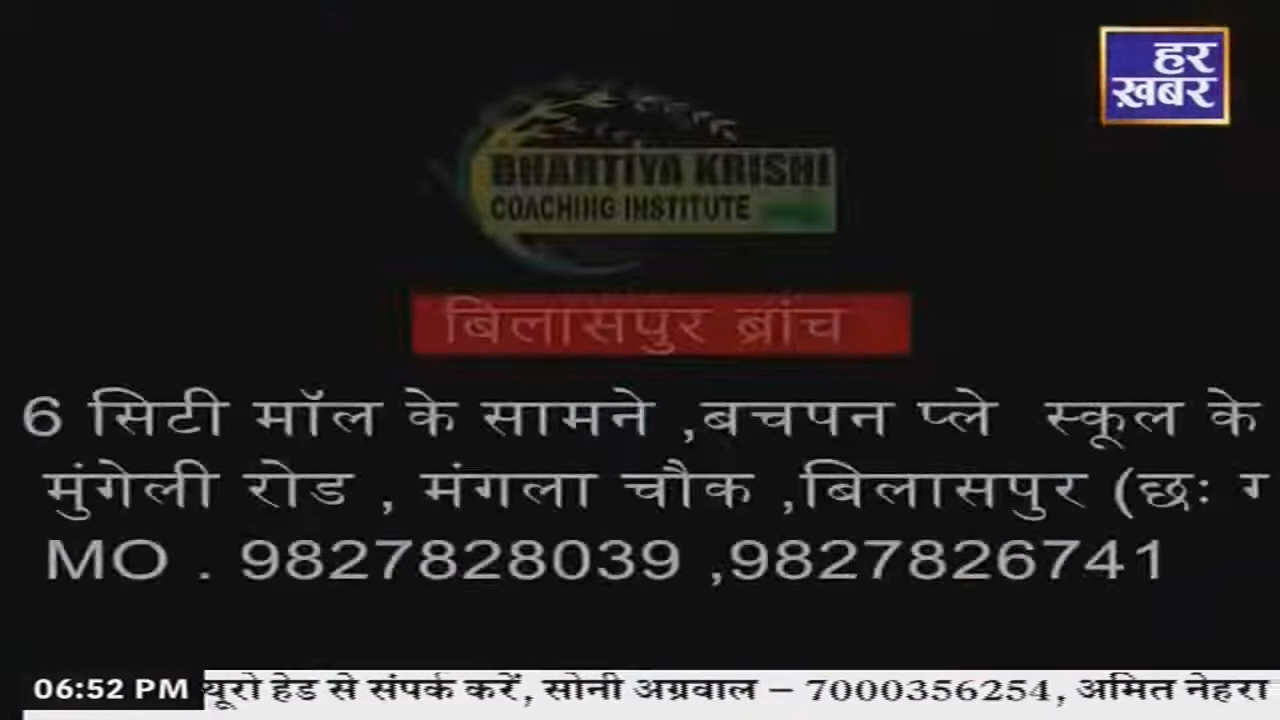 हर
ख़बर
BHARTIYA KRISHI
COACHING INSTITUTE
बिलासपुर ब्रांच
6 सिटी मॉल के सामने ,बचपन प्ले स्कूल के
मुंगेली रोड , मंगला चौक ,बिलासपुर (छः ग
MO . 9827828039 ,9827826741
06:52 PM
यूरो हेड से संपर्क करें, सोनी अग्रवाल – 7000356254, अमित नेहरा